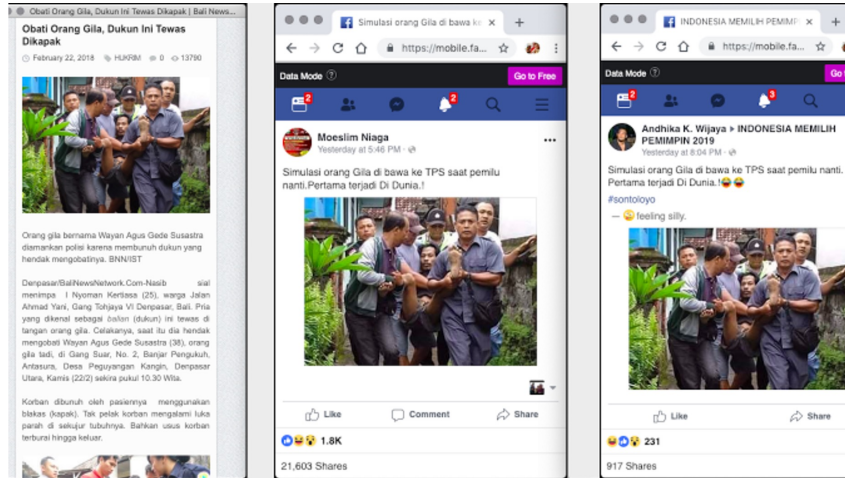 Obati Orang Gila, Dukun Ini Tewas Dikapak | Bali News...
Obati Orang Gila, Dukun Ini Tewas
Dikapak
February 22, 2018 HUKRIM 0 13790
Orang gila bernama Wayan Agus Gede Susastra
diamankan polisi karena membunuh dukun yang
hendak mengobatinya. BNN/IST
Denpasar/BaliNewsNetwork.Com-Nasib sial
menimpa I Nyoman Kertiasa (25), warga Jalan
Ahmad Yani, Gang Tohjaya VI Denpasar, Bali. Pria
yang dikenal sebagai balian (dukun) ini tewas di
tangan orang gila. Celakanya, saat itu dia hendak
mengobati Wayan Agus Gede Susastra (38), orang
gila tadi, di Gang Suar, No. 2, Banjar Pengukuh,
Antasura, Desa Peguyangan Kangin, Denpasar
Utara, Kamis (22/2) sekira pukul 10.30 Wita.
Korban dibunuh oleh pasiennya menggunakan
blakas (kapak). Tak pelak korban mengalami luka
parah di sekujur tubuhnya. Bahkan usus korban
terburai hingga keluar.
Simulasi orang Gila di bawa ke
https://mobile.fa...
Data Mode ? Go to Free
2 2
Moeslim Niaga
Yesterday at 5:46 PM
Simulasi orang Gila di bawa ke TPS saat pemilu
nanti.Pertama terjadi Di Dunia.!
Like Comment Share
1.8K
21,603 Shares
INDONESIA MEMILIH PEMIMP
https://mobile.fa...
Data Mode ? Go
2 3
Andhika K. Wijaya ▸ INDONESIA MEMILIH
PEMIMPIN 2019
Yesterday at 8:04 PM
Simulasi orang Gila di bawa ke TPS saat pemilu nanti.
Pertama terjadi Di Dunia.!😂😂
#sontoloyo
— feeling silly.
Like Share
231
917 Shares